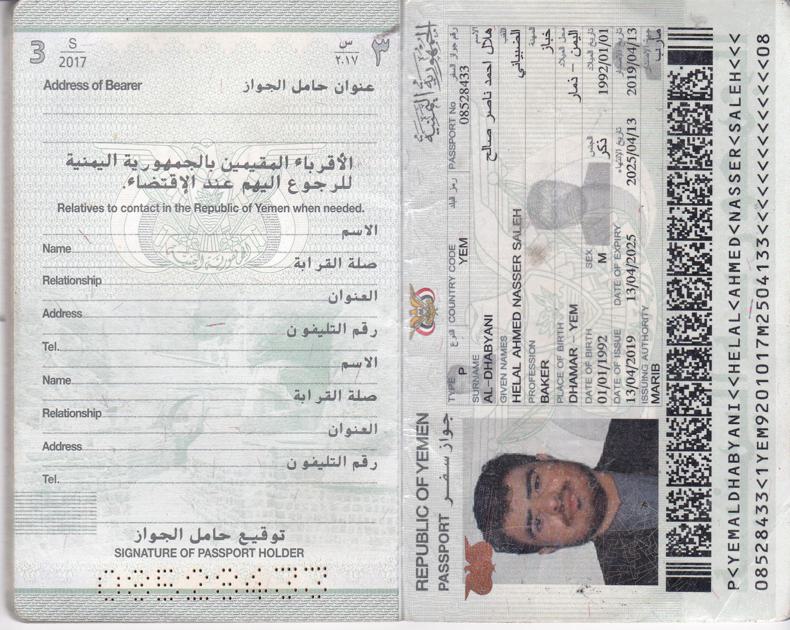 3
S
2017
Address of Bearer
عنوان حامل الجواز
س
٢٠١٧
٣
الأقرباء المقيمين بالجمهورية اليمنية
للرجوع اليهم عند الإقتضاء.
Relatives to contact in the Republic of Yemen when needed.
Name الاسم
Relationship صلة القرابة
Address العنوان
Tel. رقم التليفون
Name الاسم
Relationship صلة القرابة
Address العنوان
Tel. رقم التليفون
توقيع حامل الجواز
SIGNATURE OF PASSPORT HOLDER
REPUBLIC OF YEMEN
الجمهورية اليمنية
PASSPORT جواز سفر
TYPE النوع COUNTRY CODE رمز البلد PASSPORT No رقم جواز السفر
P YEM 08528433
SURNAME الاسم
AL-DHABYANI هلال احمد ناصر صالح
GIVEN NAMES اللقب
HELAL AHMED NASSER SALEH الضبياني
PROFESSION المهنة
BAKER خباز
PLACE OF BIRTH محل الميلاد
DHAMAR – YEM اليمن – ذمار
DATE OF BIRTH SEX الجنس تاريخ الميلاد
01/01/1992 M ذكر 1992/01/01
DATE OF ISSUE DATE OF EXPIRY تاريخ الإنتهاء تاريخ الإصدار
13/04/2019 13/04/2025 2025/04/13 2019/04/13
ISSUING AUTHORITY
MARIB مأرب
P<YEMALDHABYANI<<HELAL<AHMED<NASSER<SALEH<<<
08528433<1YEM9201017M2504133<<<<<<<<<<<<<<08